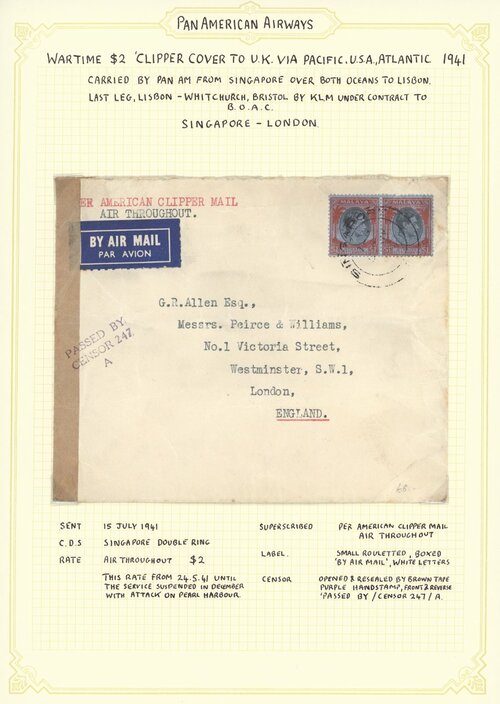 PAN AMERICAN AIRWAYS
WARTIME $2 'CLIPPER COVER TO U.K. VIA PACIFIC, U.S.A., ATLANTIC 1941
CARRIED BY PAN AM FROM SINGAPORE OVER BOTH OCEANS TO LISBON.
LAST LEG, LISBON - WHITCHURCH, BRISTOL BY KLM UNDER CONTRACT TO
B.O.A.C.
SINGAPORE - LONDON.
ER AMERICAN CLIPPER MAIL
AIR THROUGHOUT.
MALAYA MALAYA
BY AIR MAIL
PAR AVION
G.R.Allen Esq.,
Messrs. Peirce & Williams,
No.1 Victoria Street,
Westminster, S.W.1,
London,
ENGLAND.
PASSED BY
CENSOR 247
A
SENT 15 JULY 1941
C.D.S SINGAPORE DOUBLE RING
RATE AIR THROUGHOUT $2
THIS RATE FROM 24.5.41 UNTIL
THE SERVICE SUSPENDED IN DECEMBER
WITH ATTACK ON PEARL HARBOUR.
SUPERSCRIBED PER AMERICAN CLIPPER MAIL
AIR THROUGHOUT
LABEL. SMALL ROULETTED, BOXED
'BY AIR MAIL', WHITE LETTERS
CENSOR OPENED & RESEALED BY BROWN TAPE
PURPLE HANDSTAMP, FRONT & REVERSE
'PASSED BY / CENSOR 247 / A.